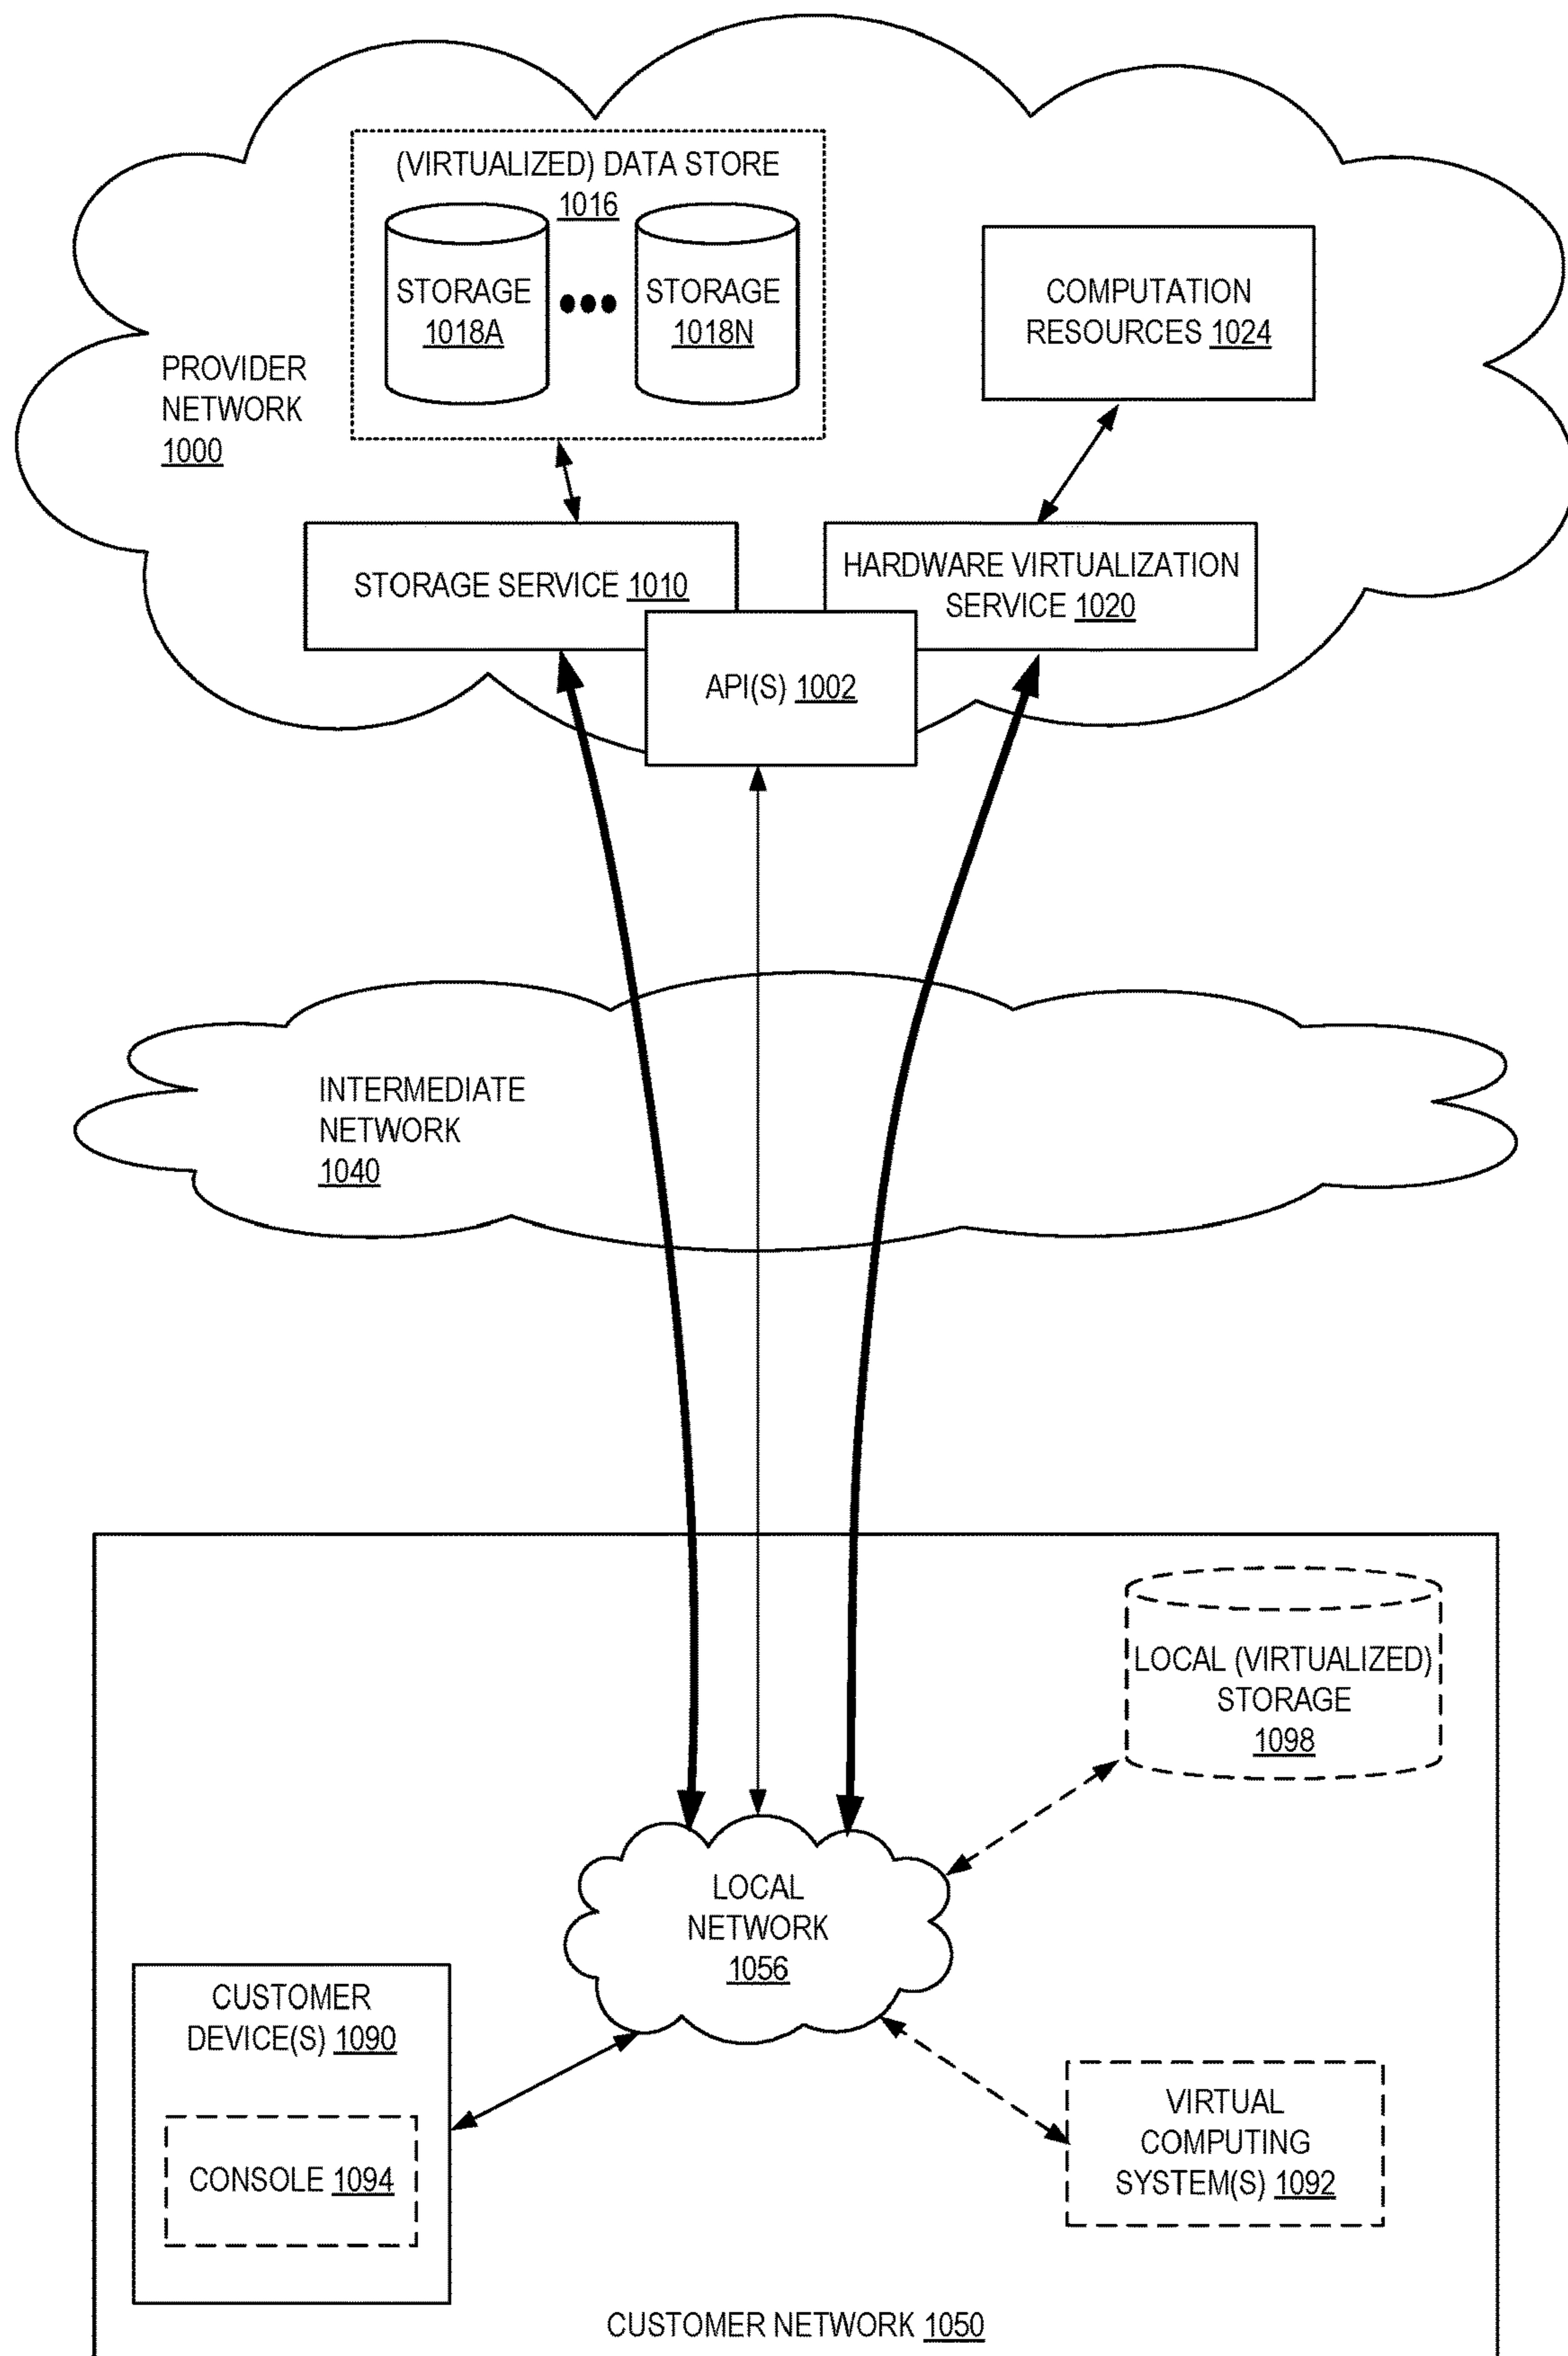 (VIRTUALIZED) DATA STORE
1016
STORAGE
1018A
STORAGE
1018N
COMPUTATION
RESOURCES 1024
PROVIDER
NETWORK
1000
STORAGE SERVICE 1010
HARDWARE VIRTUALIZATION
SERVICE 1020
API(S) 1002
INTERMEDIATE
NETWORK
1040
LOCAL (VIRTUALIZED)
STORAGE
1098
LOCAL
NETWORK
1056
CUSTOMER
DEVICE(S) 1090
CONSOLE 1094
VIRTUAL
COMPUTING
SYSTEM(S) 1092
CUSTOMER NETWORK 1050